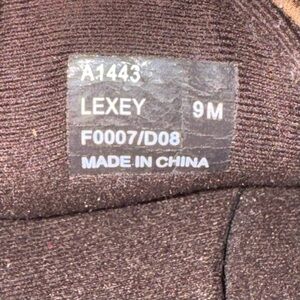 A1443
LEXEY 9M
F0007/D08
MADE IN CHINA